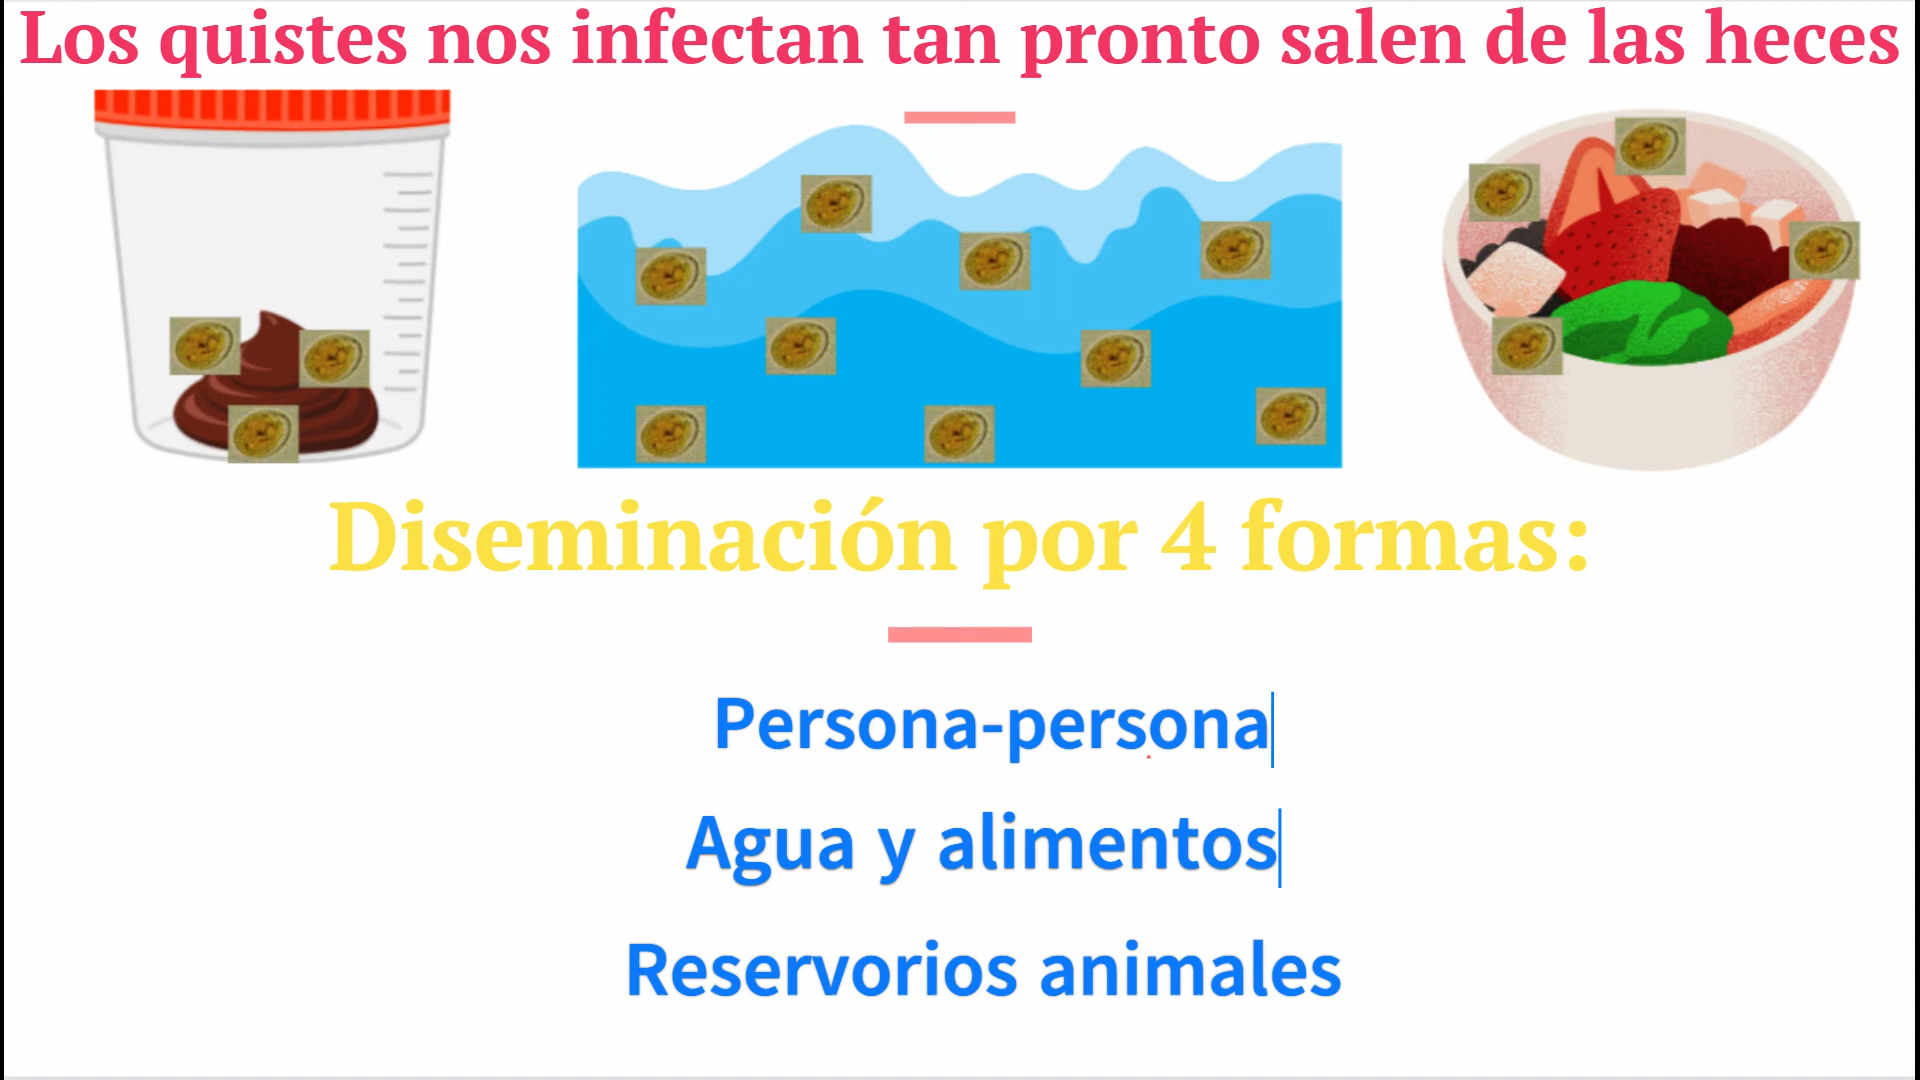 Los quistes nos infectan tan pronto salen de las heces
Diseminación por 4 formas:
Persona-persona
Agua y alimentos
Reservorios animales